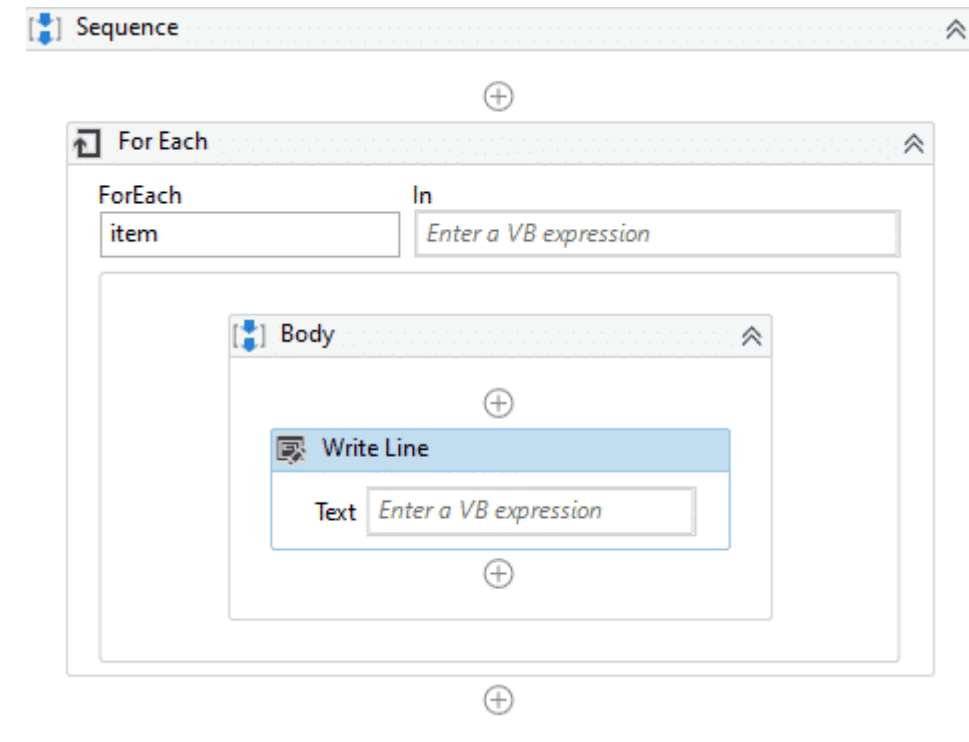 Sequence
For Each
ForEach In
item Enter a VB expression
Body
Write Line
Text Enter a VB expression